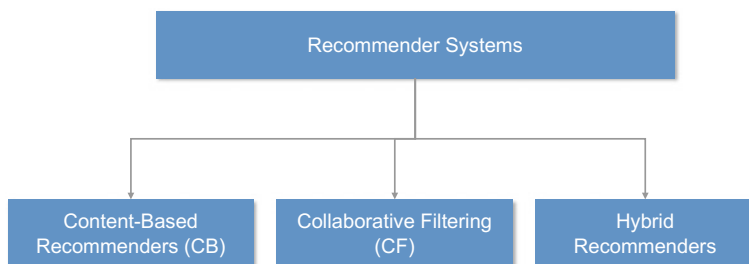 Recommender Systems
Content-Based
Recommenders (CB)
Collaborative Filtering
(CF)
Hybrid
Recommenders